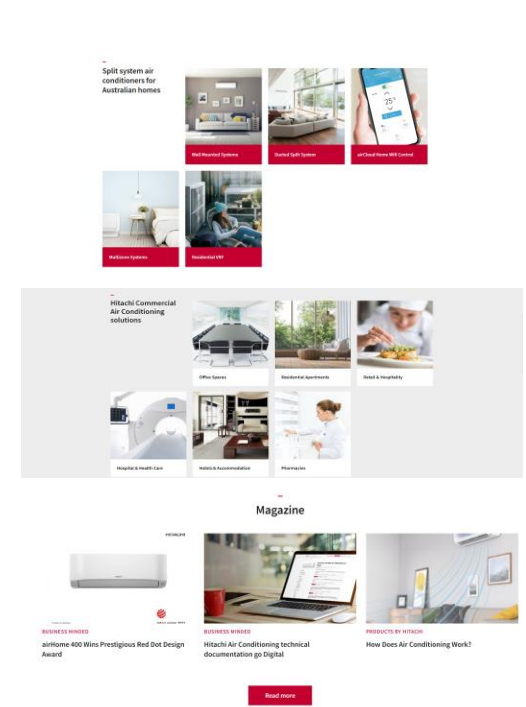 Split system air
conditioners for
Australian homes
Wall Mounted Systems
Ducted Split System
airCloud Home Wifi Control
Multizone Systems
Residential VRF
Hitachi Commercial
Air Conditioning
solutions
Office Spaces
Residential Apartments
Retail & Hospitality
Hospital & Health Care
Hotels & Accommodation
Pharmacies
Magazine
HITACHI
BUSINESS MINDED
airHome 400 Wins Prestigious Red Dot Design
Award
BUSINESS MINDED
Hitachi Air Conditioning technical
documentation go Digital
PRODUCTS BY HITACHI
How Does Air Conditioning Work?
Read more